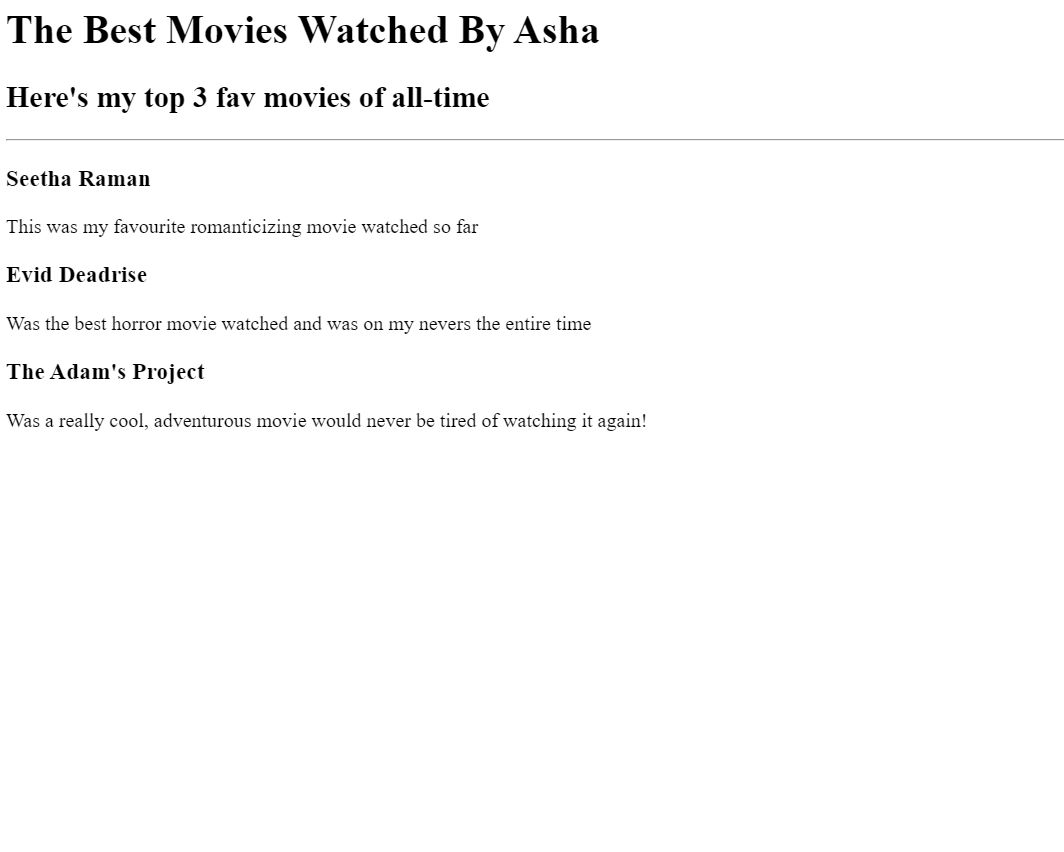 The Best Movies Watched By Asha
Here's my top 3 fav movies of all-time
Seetha Raman
This was my favourite romanticizing movie watched so far
Evid Deadrise
Was the best horror movie watched and was on my nevers the entire time
The Adam's Project
Was a really cool, adventurous movie would never be tired of watching it again!